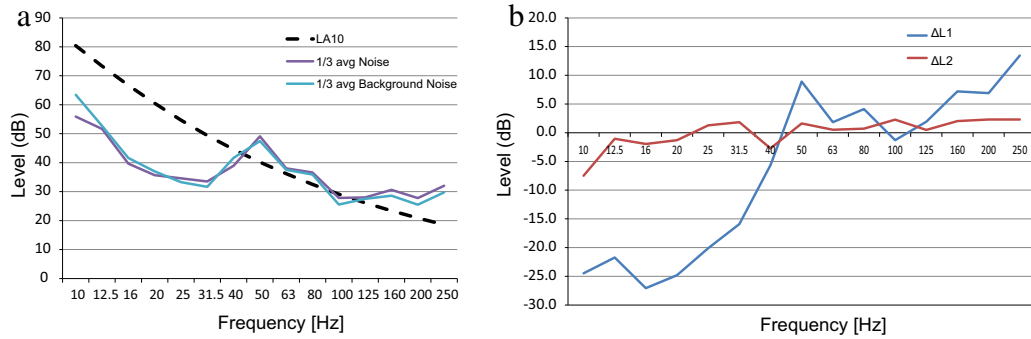 a
90
80
70
60
50
40
30
20
10
0
Level (dB)
LA10
1/3 avg Noise
1/3 avg Background Noise
10 12.5 16 20 25 31.5 40 50 63 80 100 125 160 200 250
Frequency [Hz]
b
20.0
15.0
10.0
5.0
0.0
-5.0
-10.0
-15.0
-20.0
-25.0
-30.0
Level (dB)
ΔL1
ΔL2
10 12.5 16 20 25 31.5 40 50 63 80 100 125 160 200 250
Frequency [Hz]